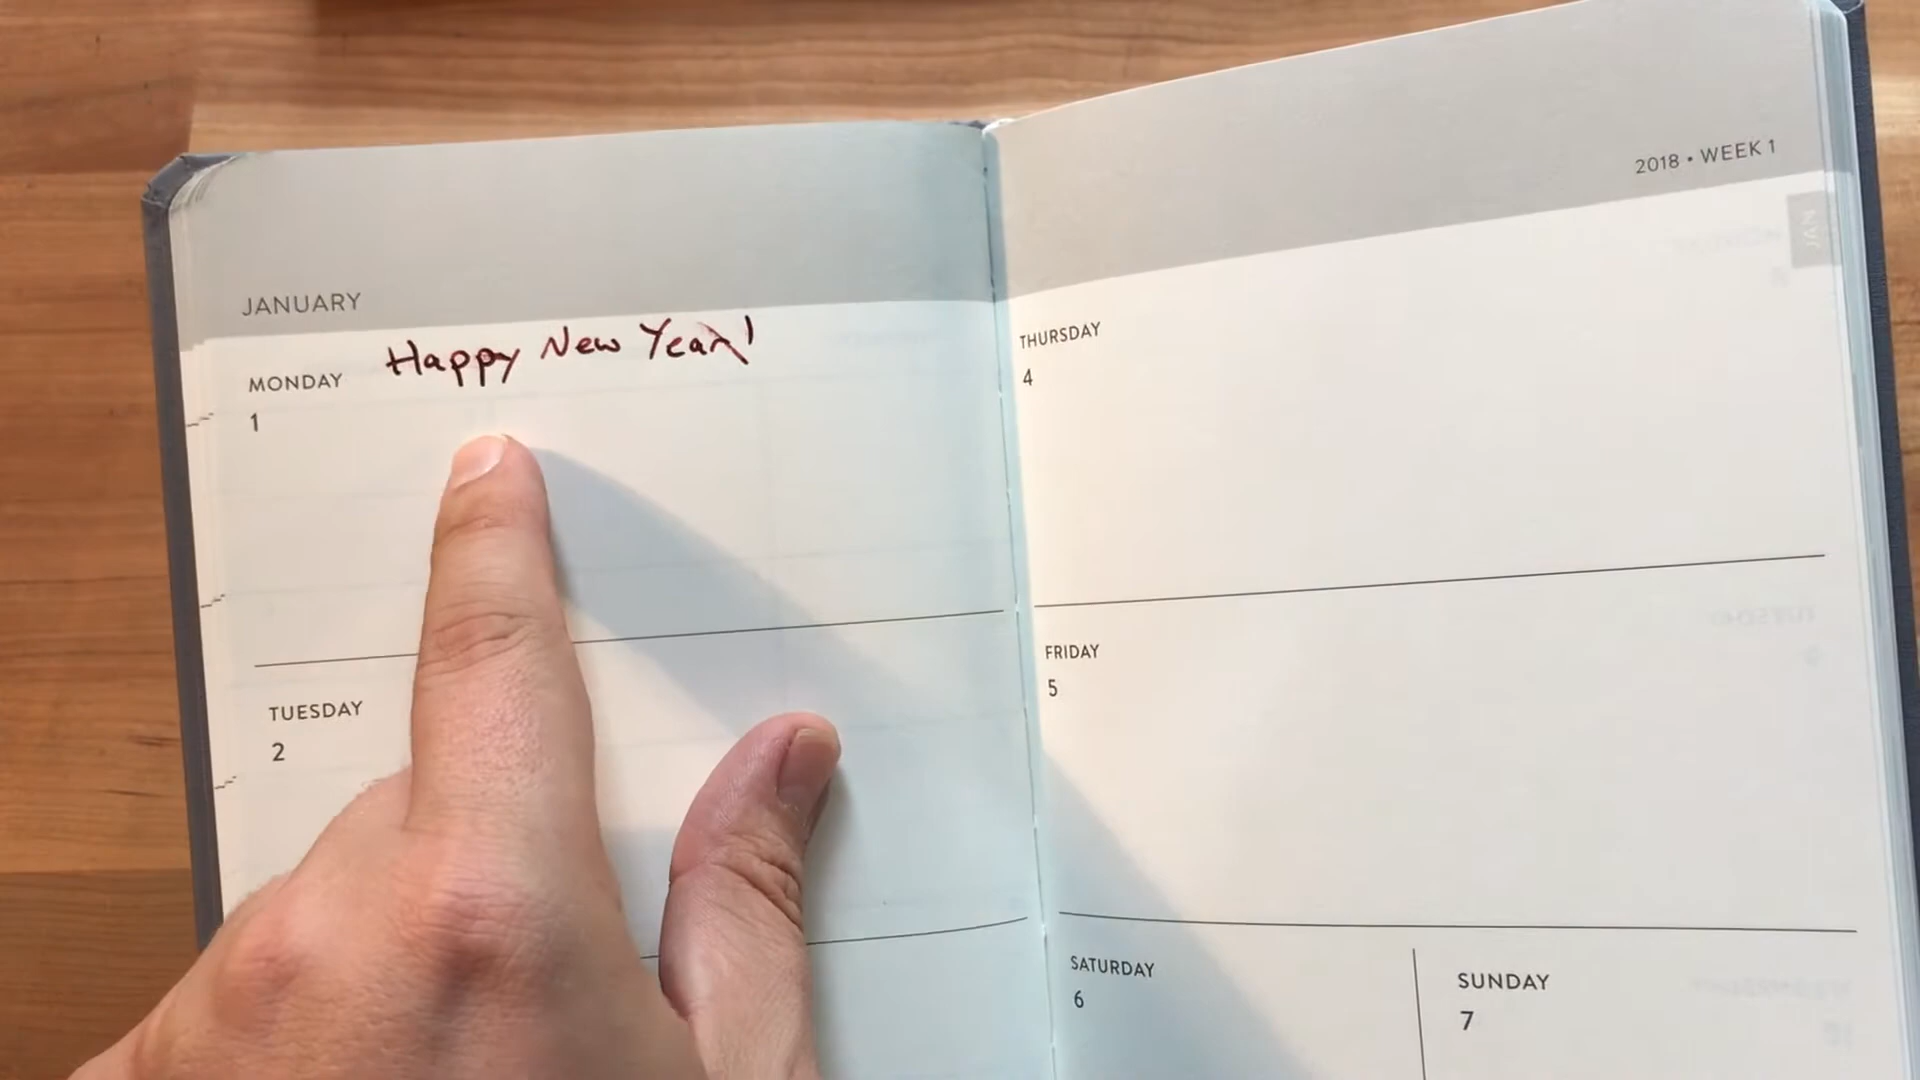 JANUARY
Happy New Year!
MONDAY
1
TUESDAY
2
2018 • WEEK 1
JAN
THURSDAY
4
FRIDAY
5
SATURDAY
6
SUNDAY
7